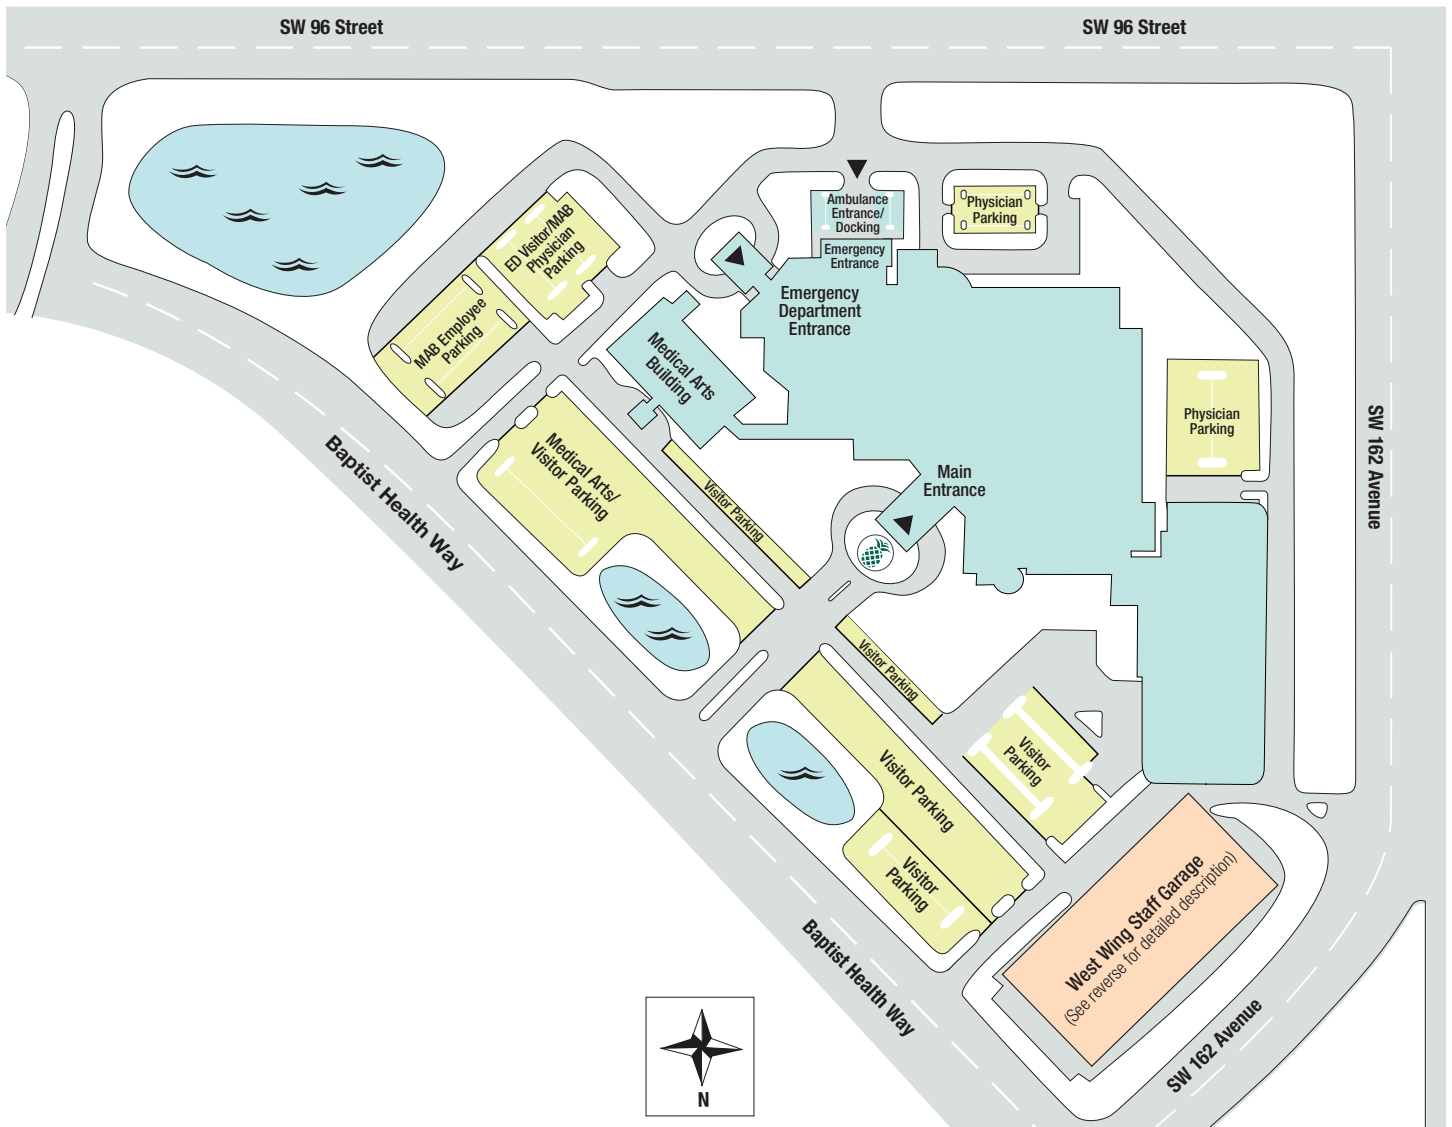 SW 96 Street
SW 96 Street
Ambulance
Entrance/
Docking
Emergency
Entrance
Physician
Parking
ED Visitor/MAB
Physician
Parking
MAB Employee
Parking
Emergency
Department
Entrance
Medical Arts
Building
Physician
Parking
SW 162 Avenue
Medical Arts/
Visitor Parking
Visitor Parking
Main
Entrance
Baptist Health Way
Visitor Parking
Visitor Parking
Visitor
Parking
Visitor
Parking
West Wing Staff Garage
(See reverse for detailed description)
Baptist Health Way
SW 162 Avenue
N